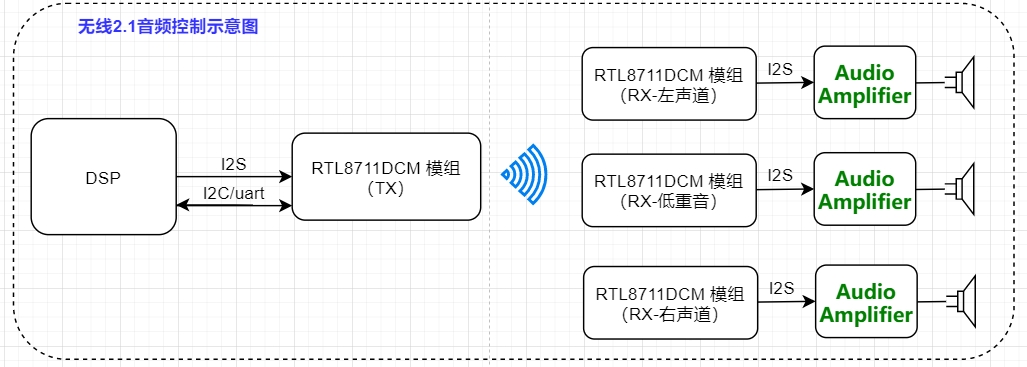 无线2.1音频控制示意图
DSP
I2S
I2C/uart
RTL8711DCM 模组
（TX）
RTL8711DCM 模组
（RX-左声道）
I2S
Audio
Amplifier
RTL8711DCM 模组
（RX-低重音）
I2S
Audio
Amplifier
RTL8711DCM 模组
（RX-右声道）
I2S
Audio
Amplifier